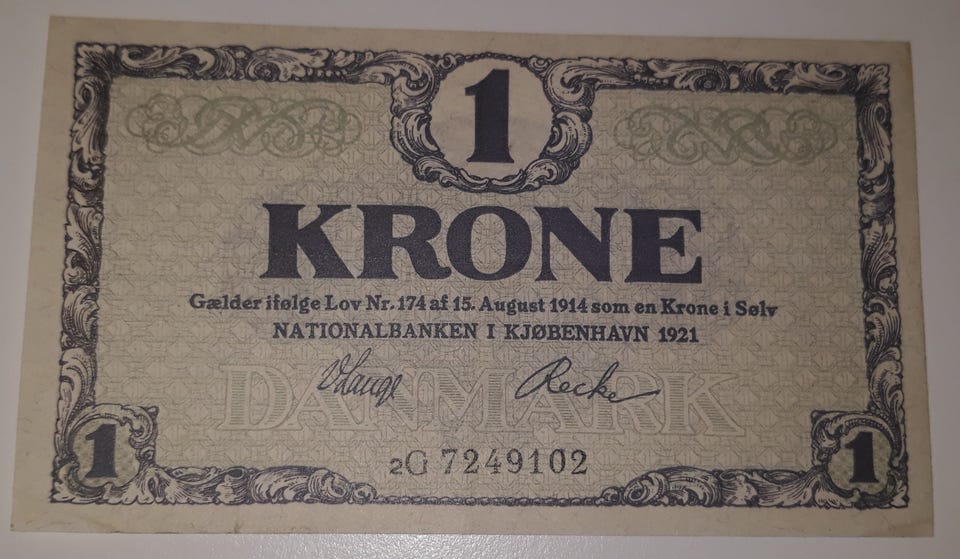 1
KRONE
Gælder ifølge Lov Nr. 174 af 15. August 1914 som en Krone i Sølv
NATIONALBANKEN I KJØBENHAVN 1921
V Lange Recke
DANMARK
2G 7249102
1 1